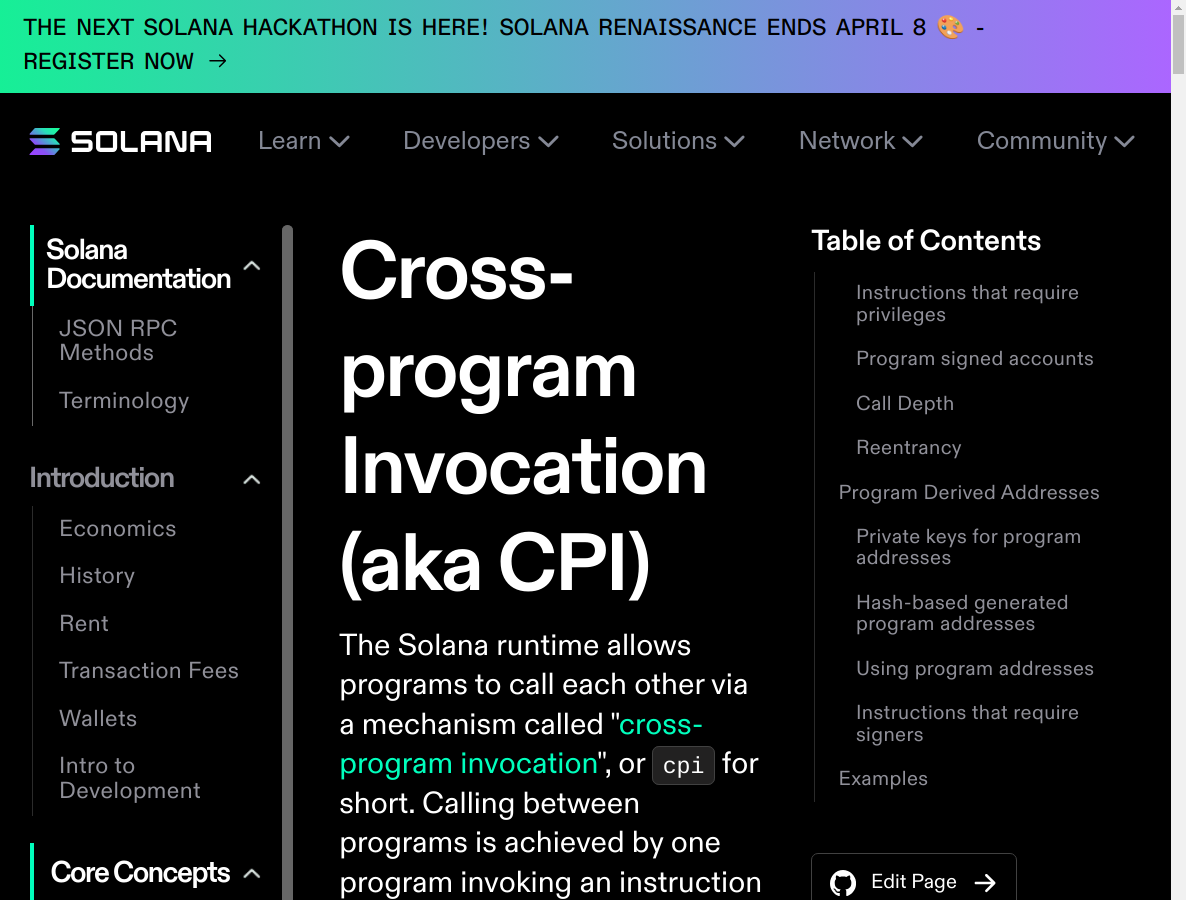 THE NEXT SOLANA HACKATHON IS HERE! SOLANA RENAISSANCE ENDS APRIL 8 🎨 -
REGISTER NOW →
SOLANA
Learn
Developers
Solutions
Network
Community
Solana
Documentation
JSON RPC
Methods
Terminology
Introduction
Economics
History
Rent
Transaction Fees
Wallets
Intro to
Development
Core Concepts
Cross-
program
Invocation
(aka CPI)
The Solana runtime allows
programs to call each other via
a mechanism called "cross-
program invocation", or cpi for
short. Calling between
programs is achieved by one
program invoking an instruction
Table of Contents
Instructions that require
privileges
Program signed accounts
Call Depth
Reentrancy
Program Derived Addresses
Private keys for program
addresses
Hash-based generated
program addresses
Using program addresses
Instructions that require
signers
Examples
Edit Page →